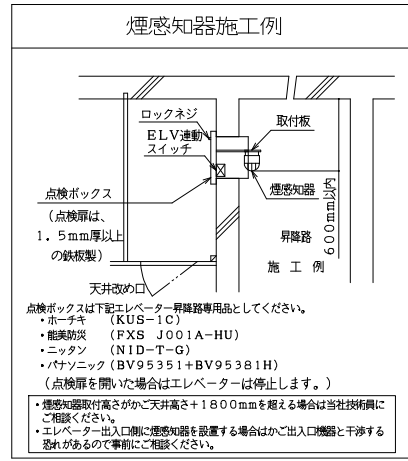 煙感知器施工例
ロックネジ
ELV連動
スイッチ
取付板
煙感知器
点検ボックス
(点検扉は、
1.5mm厚以上
の鉄板製)
昇降路
600mm以内
施工例
天井改め口
点検ボックスは下記エレベーター昇降路専用品としてください。
・ホーチキ (KUS-1C)
・能美防災 (FXS J001A-HU)
・ニッタン (NID-T-G)
・パナソニック(BV95351+BV95381H)
(点検扉を開いた場合はエレベーターは停止します。)
・煙感知器取付高さがかご天井高さ+1800mmを超える場合は当社技術員に
ご相談ください。
・エレベーター出入口側に煙感知器を設置する場合はかご出入口機器と干渉する
恐れがあるので事前にご相談ください。